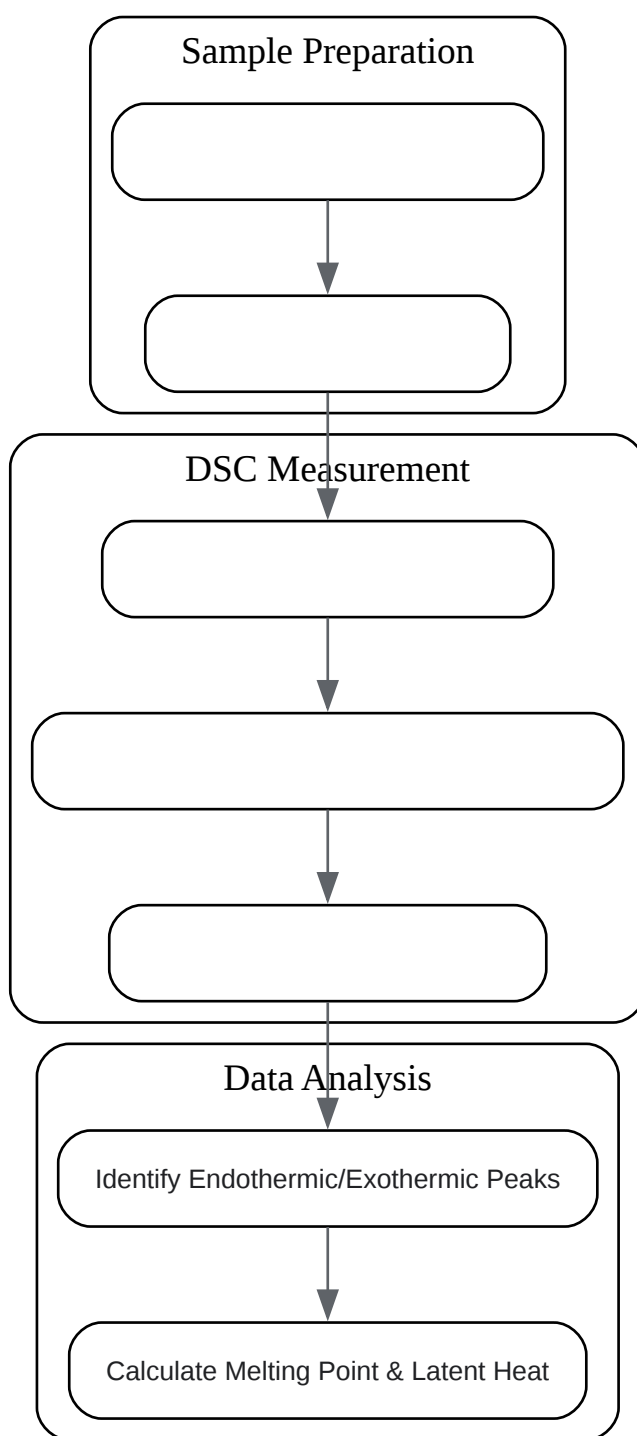 Sample Preparation
DSC Measurement
Data Analysis
Identify Endothermic/Exothermic Peaks
Calculate Melting Point & Latent Heat